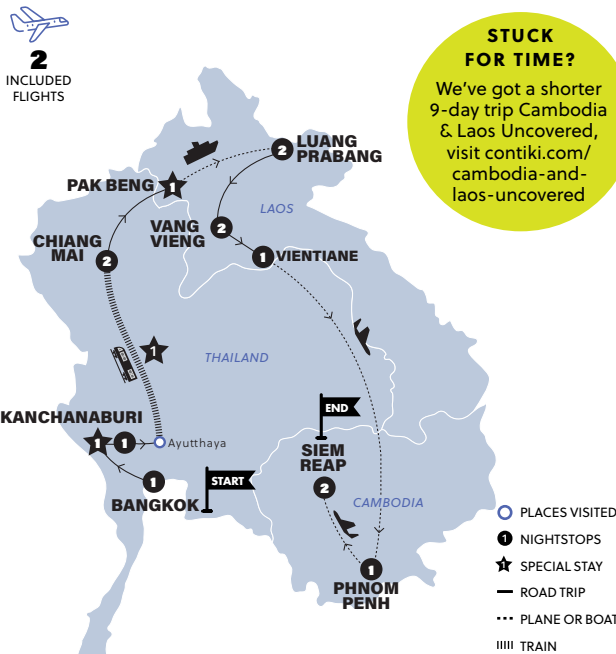 2
INCLUDED
FLIGHTS
STUCK
FOR TIME?
We've got a shorter
9-day trip Cambodia
& Laos Uncovered,
visit contiki.com/
cambodia-and-
laos-uncovered
2
LUANG
PRABANG
PAK BENG
1
LAOS
VANG
VIENG
2
CHIANG
MAI
2
1
VIENTIANE
1
THAILAND
KANCHANABURI
1
1
Ayutthaya
END
SIEM
REAP
2
START
1
BANGKOK
CAMBODIA
1
PHNOM
PENH
PLACES VISITED
1 NIGHTSTOPS
1 SPECIAL STAY
ROAD TRIP
PLANE OR BOAT
TRAIN